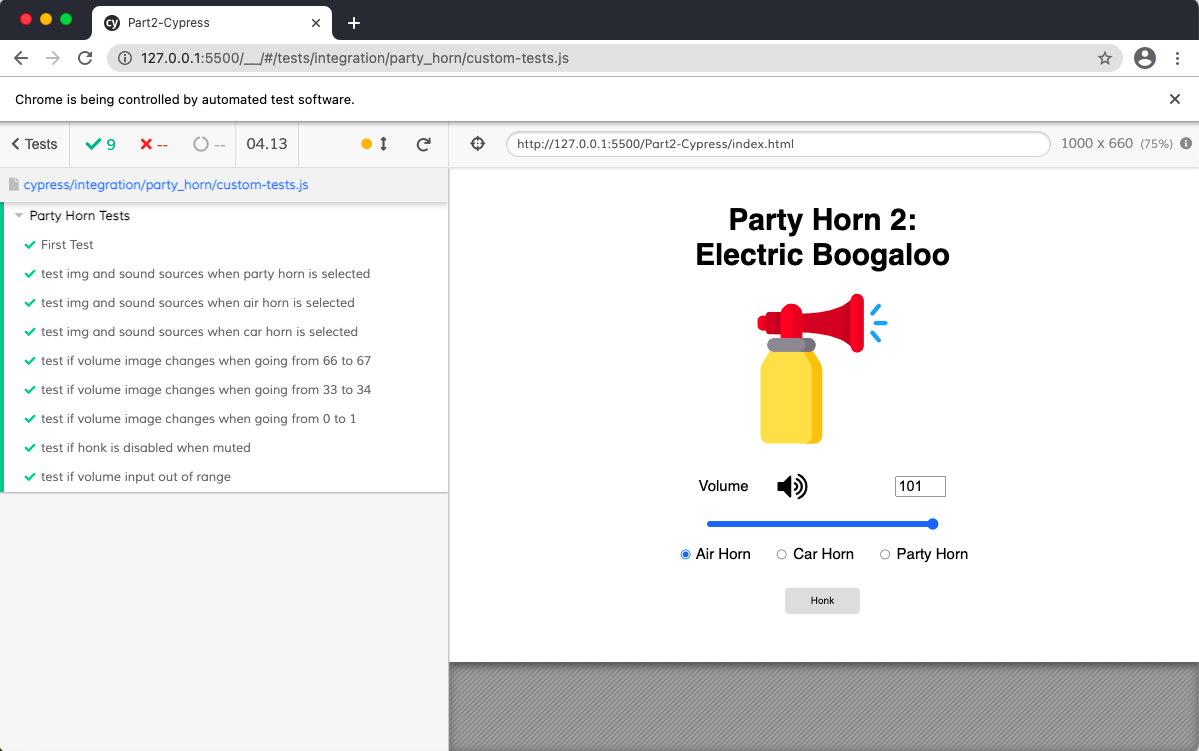 Part2-Cypress
127.0.0.1:5500/__/#/tests/integration/party_horn/custom-tests.js
Chrome is being controlled by automated test software.
Tests 9 -- -- 04.13
http://127.0.0.1:5500/Part2-Cypress/index.html 1000 x 660 (75%)
cypress/integration/party_horn/custom-tests.js
Party Horn Tests
First Test
test img and sound sources when party horn is selected
test img and sound sources when air horn is selected
test img and sound sources when car horn is selected
test if volume image changes when going from 66 to 67
test if volume image changes when going from 33 to 34
test if volume image changes when going from 0 to 1
test if honk is disabled when muted
test if volume input out of range
Party Horn 2:
Electric Boogaloo
Volume 101
Air Horn Car Horn Party Horn
Honk